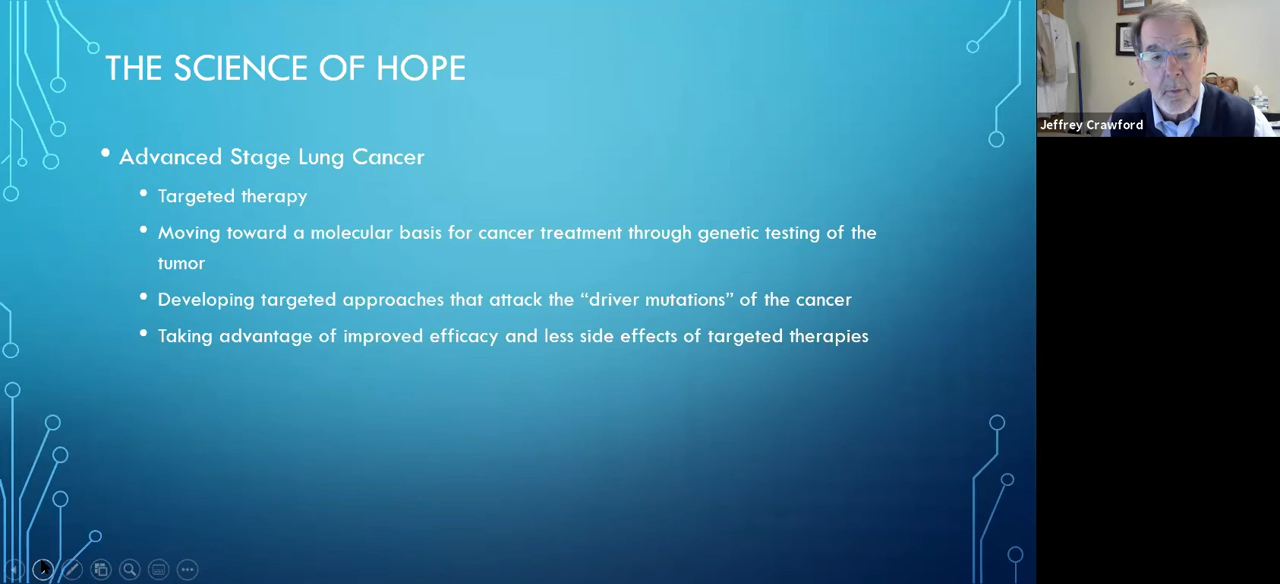 THE SCIENCE OF HOPE
• Advanced Stage Lung Cancer
• Targeted therapy
• Moving toward a molecular basis for cancer treatment through genetic testing of the
tumor
• Developing targeted approaches that attack the “driver mutations” of the cancer
• Taking advantage of improved efficacy and less side effects of targeted therapies
Jeffrey Crawford